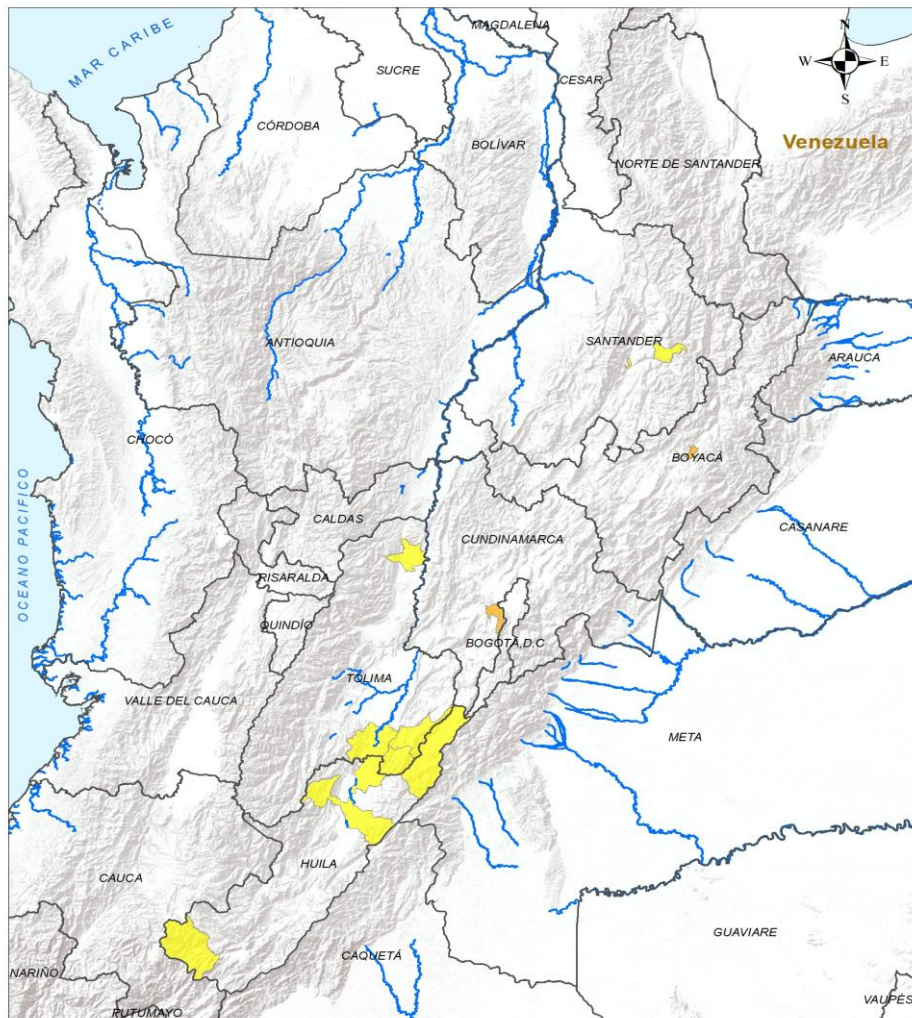 MAGDALENA
N
MAR CARIBE
SUCRE
W
E
CESAR
S
CÓRDOBA
BOLÍVAR
Venezuela
NORTE DE SANTANDER
ANTIOQUIA
SANTANDER
ARAUCA
CHOCÓ
BOYACÁ
OCEANO PACIFICO
CALDAS
CASANARE
CUNDINAMARCA
RISARALDA
QUINDÍO
BOGOTÁ,D.C
TOLIMA
VALLE DEL CAUCA
META
HUILA
CAUCA
GUAVIARE
CAQUETÁ
NARIÑO
VAUPÉS
PUTUMAYO